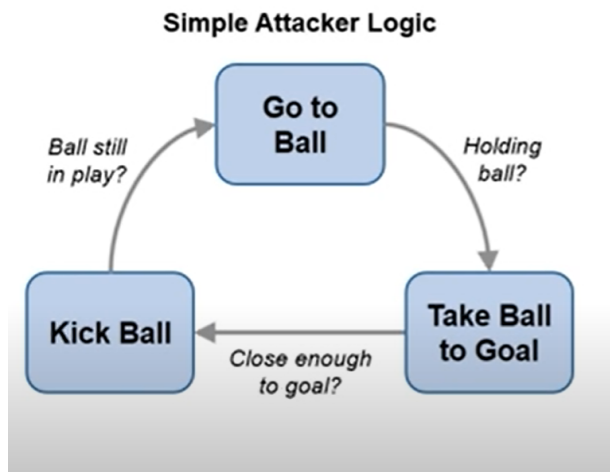 Simple Attacker Logic
Go to
Ball
Ball still
in play?
Holding
ball?
Kick Ball
Take Ball
to Goal
Close enough
to goal?